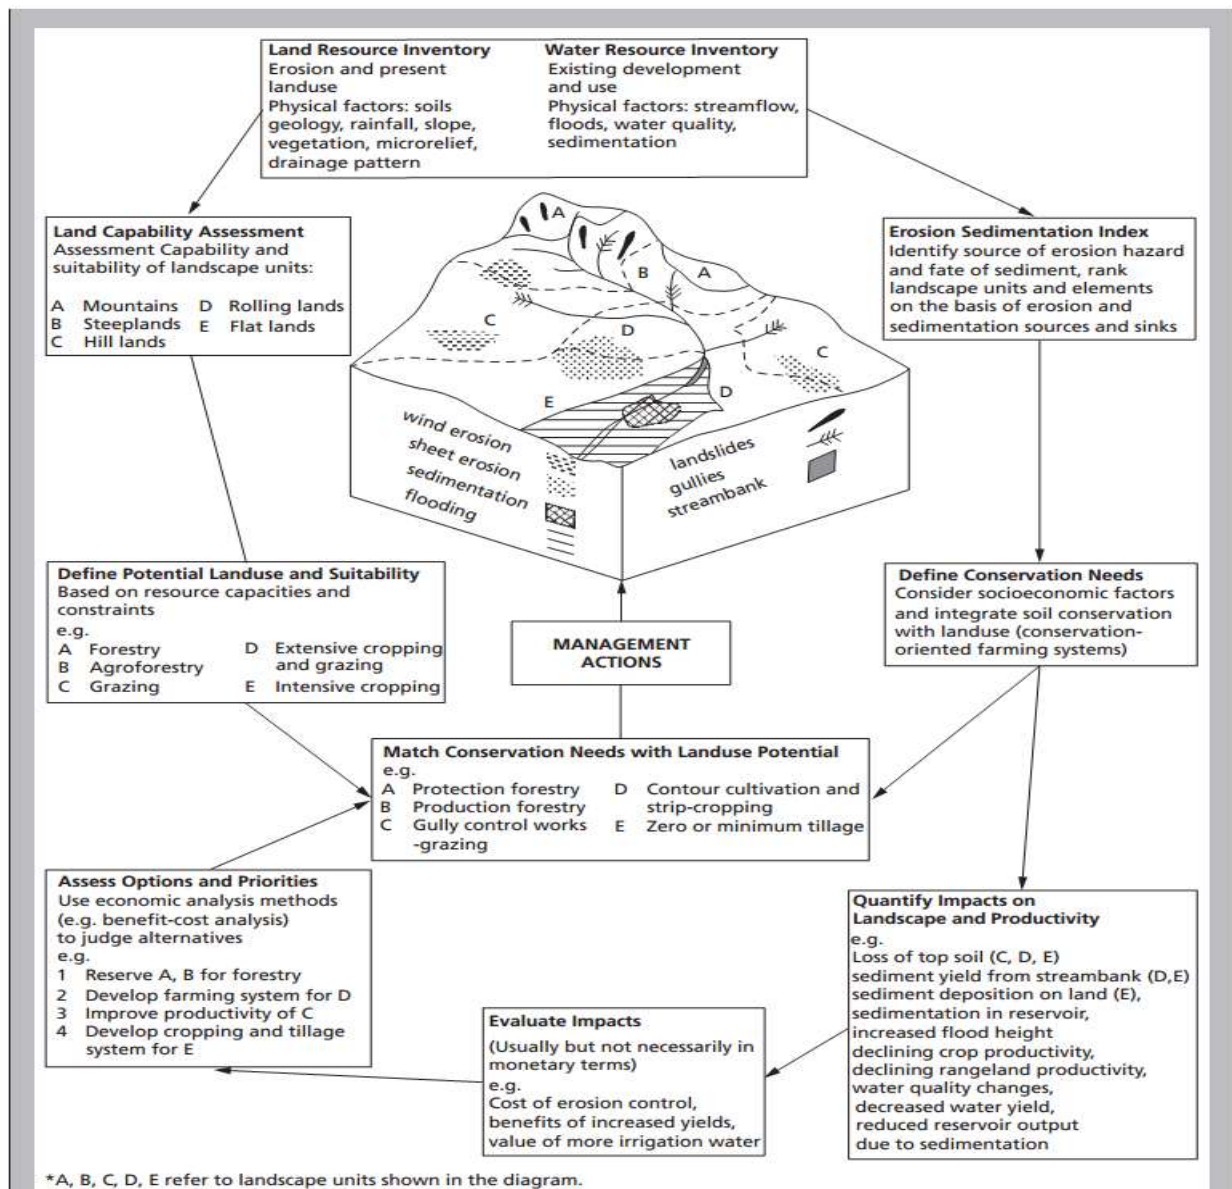 Land Resource Inventory
Erosion and present
landuse
Physical factors: soils
geology, rainfall, slope,
vegetation, microrelief,
drainage pattern
Water Resource Inventory
Existing development
and use
Physical factors: streamflow,
floods, water quality,
sedimentation
Land Capability Assessment
Assessment Capability and
suitability of landscape units:
A Mountains D Rolling lands
B Steeplands E Flat lands
C Hill lands
A
B
A
C
D
C
E
D
wind erosion
sheet erosion
sedimentation
flooding
landslides
gullies
streambank
Erosion Sedimentation Index
Identify source of erosion hazard
and fate of sediment, rank
landscape units and elements
on the basis of erosion and
sedimentation sources and sinks
Define Potential Landuse and Suitability
Based on resource capacities and
constraints
e.g.
A Forestry
B Agroforestry
C Grazing
D Extensive cropping
and grazing
E Intensive cropping
MANAGEMENT
ACTIONS
Define Conservation Needs
Consider socioeconomic factors
and integrate soil conservation
with landuse (conservation-
oriented farming systems)
Match Conservation Needs with Landuse Potential
e.g.
A Protection forestry
B Production forestry
C Gully control works
-grazing
D Contour cultivation and
strip-cropping
E Zero or minimum tillage
Assess Options and Priorities
Use economic analysis methods
(e.g. benefit-cost analysis)
to judge alternatives
e.g.
1 Reserve A, B for forestry
2 Develop farming system for D
3 Improve productivity of C
4 Develop cropping and tillage
system for E
Evaluate Impacts
(Usually but not necessarily in
monetary terms)
e.g.
Cost of erosion control,
benefits of increased yields,
value of more irrigation water
Quantify Impacts on
Landscape and Productivity
e.g.
Loss of top soil (C, D, E)
sediment yield from streambank (D,E)
sediment deposition on land (E),
sedimentation in reservoir,
increased flood height
declining crop productivity,
declining rangeland productivity,
water quality changes,
decreased water yield,
reduced reservoir output
due to sedimentation
*A, B, C, D, E refer to landscape units shown in the diagram.